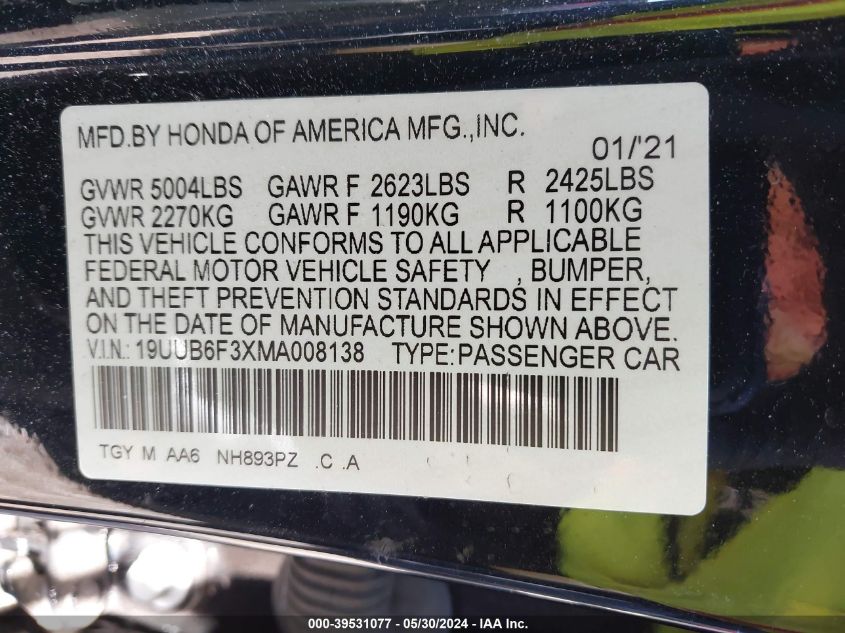 MFD.BY HONDA OF AMERICA MFG.,INC.
01/'21
GVWR 5004LBS GAWR F 2623LBS R 2425LBS
GVWR 2270KG GAWR F 1190KG R 1100KG
THIS VEHICLE CONFORMS TO ALL APPLICABLE
FEDERAL MOTOR VEHICLE SAFETY , BUMPER,
AND THEFT PREVENTION STANDARDS IN EFFECT
ON THE DATE OF MANUFACTURE SHOWN ABOVE.
V.I.N.: 19UUB6F3XMA008138 TYPE:PASSENGER CAR
TGY M AA6 NH893PZ .C .A
000-39531077 - 05/30/2024 - IAA Inc.